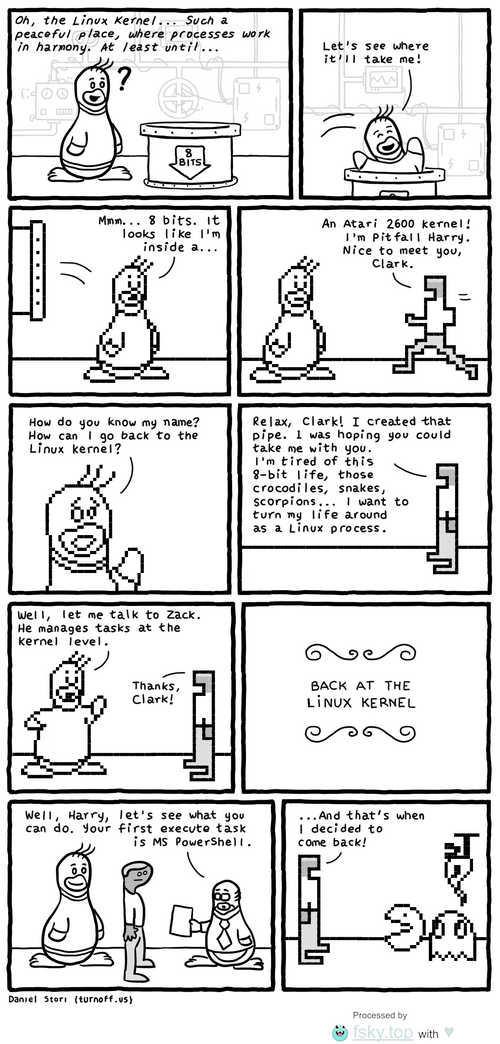 Oh, the Linux Kernel... Such a
peaceful place, where processes work
in harmony. At least until...
?
8
BITS
Let's see where
it'll take me!
8
Mmm... 8 bits. It
looks like I'm
inside a...
An Atari 2600 kernel!
I'm Pitfall Harry.
Nice to meet you,
Clark.
How do you know my name?
How can I go back to the
Linux kernel?
Relax, Clark! I created that
pipe. I was hoping you could
take me with you.
I'm tired of this
8-bit life, those
crocodiles, snakes,
scorpions... I want to
turn my life around
as a Linux process.
Well, let me talk to Zack.
He manages tasks at the
kernel level.
Thanks,
Clark!
BACK AT THE
LINUX KERNEL
Well, Harry, let's see what you
can do. Your first execute task
is MS PowerShell.
...And that's when
I decided to
come back!
Daniel Stori {turnoff.us}
Processed by
fsky.top with ♥